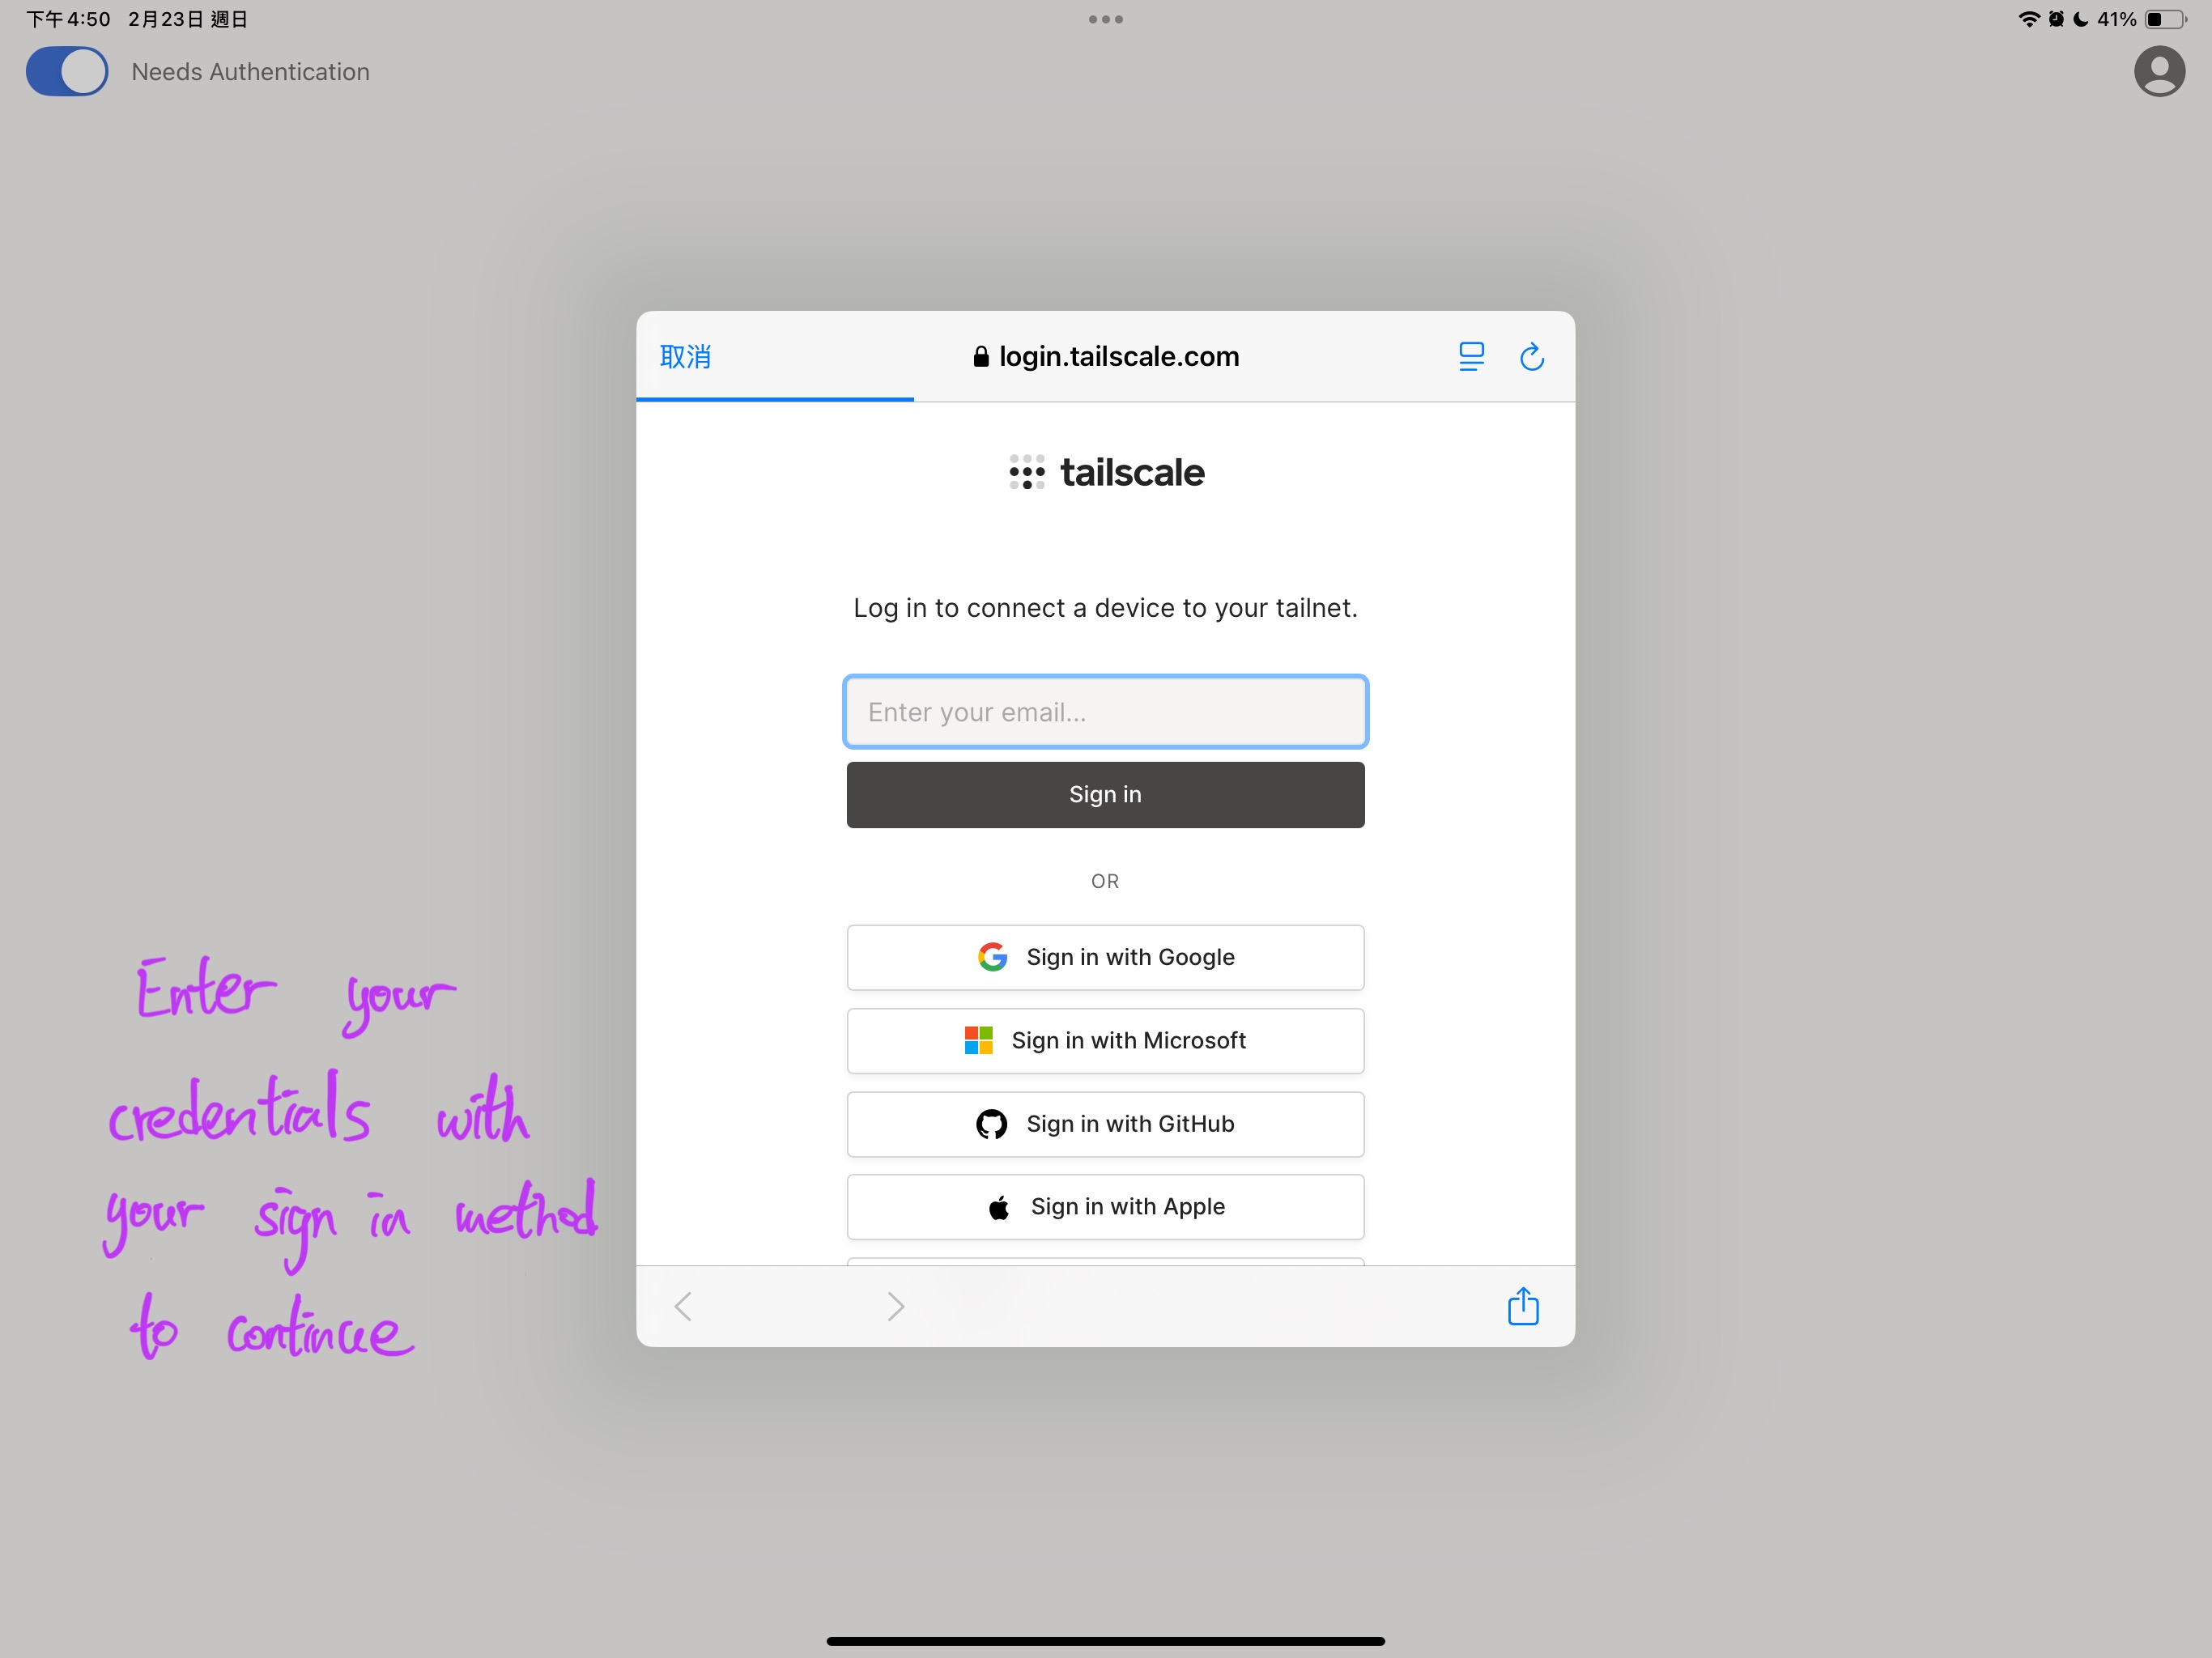 下午4:50 2月23日 週日
41%
Needs Authentication
取消 login.tailscale.com
tailscale
Log in to connect a device to your tailnet.
Enter your email...
Sign in
OR
Sign in with Google
Sign in with Microsoft
Sign in with GitHub
Sign in with Apple
Enter your
credentials with
your sign in method
to continue